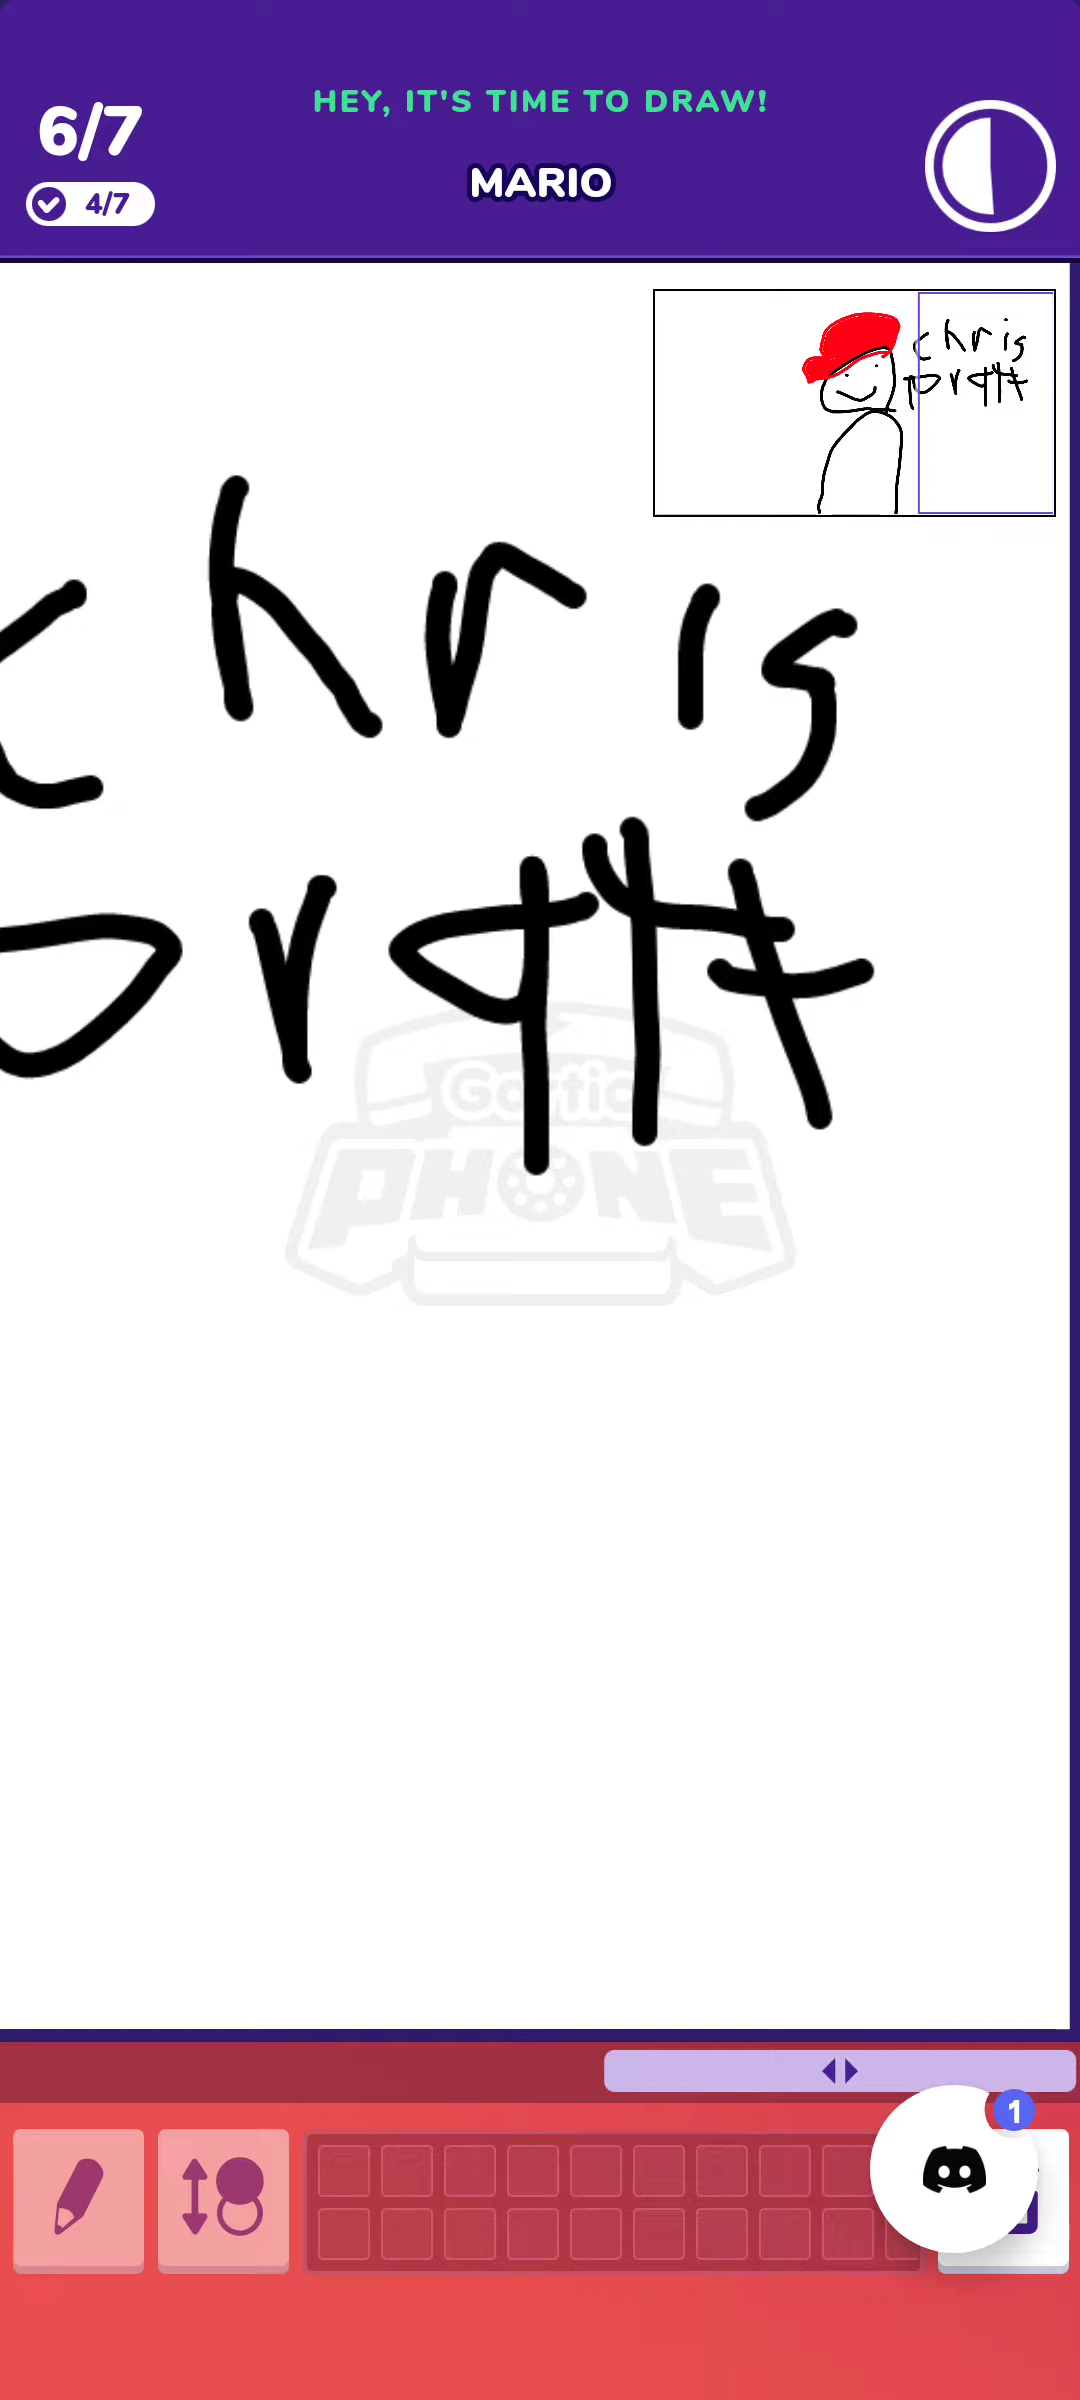 HEY, IT'S TIME TO DRAW!
6/7
MARIO
4/7
chris
pratt
chris
pratt
Gartic
PHONE
1